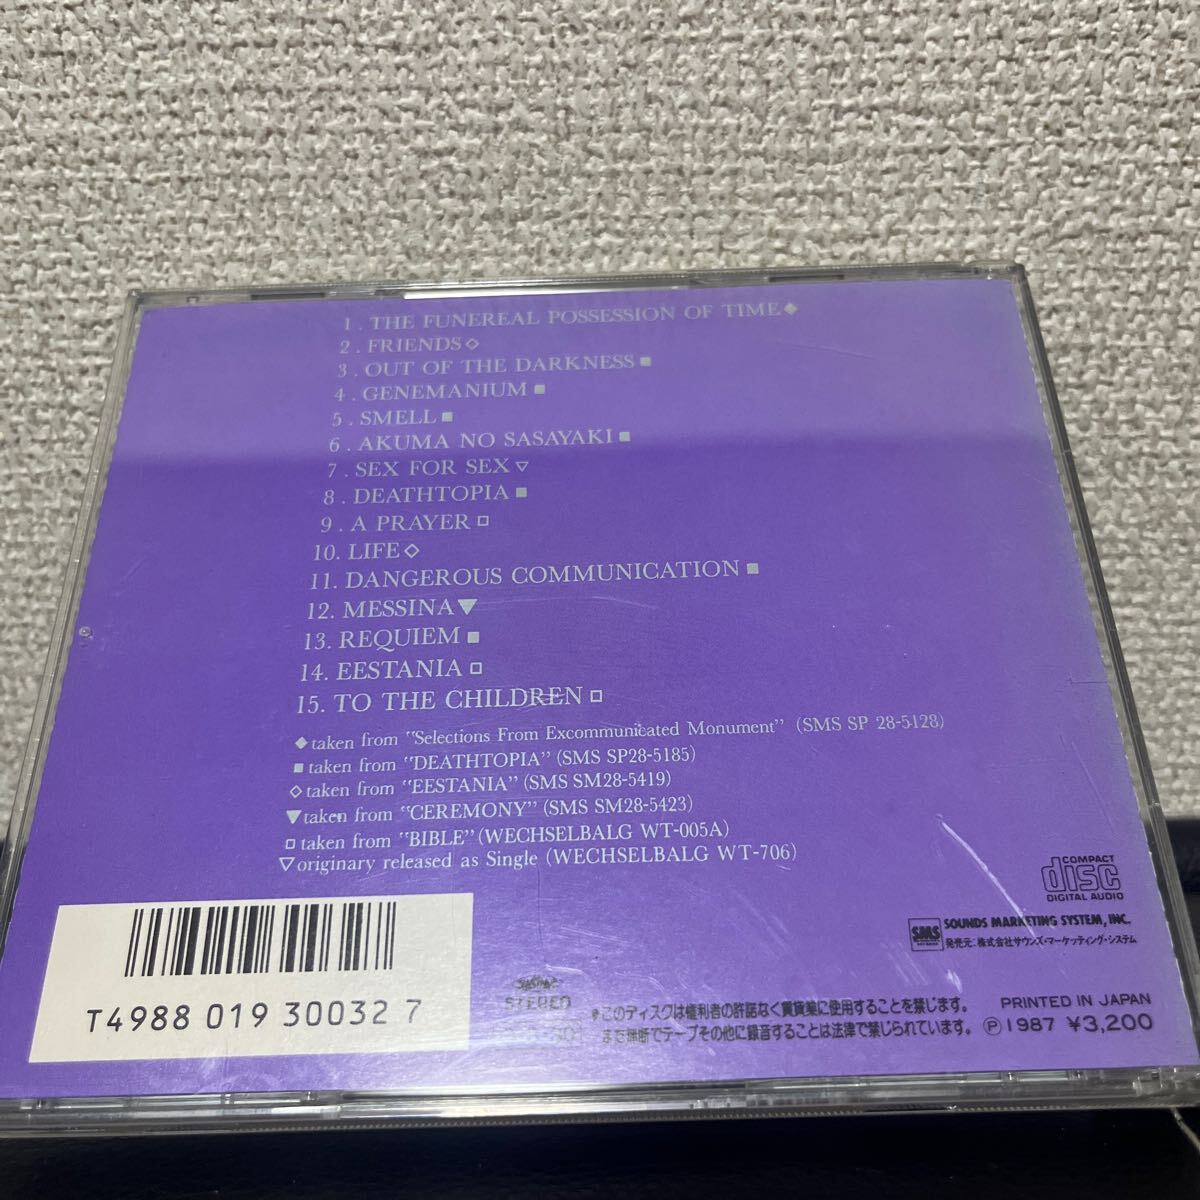 1. THE FUNEREAL POSSESSION OF TIME◆
2. FRIENDS◇
3. OUT OF THE DARKNESS■
4. GENEMANIUM■
5. SMELL■
6. AKUMA NO SASAYAKI■
7. SEX FOR SEX▽
8. DEATHTOPIA■
9. A PRAYER□
10. LIFE◇
11. DANGEROUS COMMUNICATION■
12. MESSINA▼
13. REQUIEM■
14. EESTANIA□
15. TO THE CHILDREN□
◆taken from "Selections From Excommunicated Monument" (SMS SP 28-5128)
■taken from "DEATHTOPIA" (SMS SP28-5185)
◇taken from "EESTANIA" (SMS SM28-5419)
▼taken from "CEREMONY" (SMS SM28-5423)
□taken from "BIBLE" (WECHSELBALG WT-005A)
▽originary released as Single (WECHSELBALG WT-706)
COMPACT
disc
DIGITAL AUDIO
SMS
SOUNDS MARKETING SYSTEM, INC.
発売元:株式会社サウンズ・マーケッティング・システム
T4988 019 30032 7
STEREO
●このディスクは権利者の許諾なく賃貸業に使用することを禁じます。
また無断でテープその他に録音することは法律で禁じられています。
PRINTED IN JAPAN
Ⓟ1987 ¥3,200